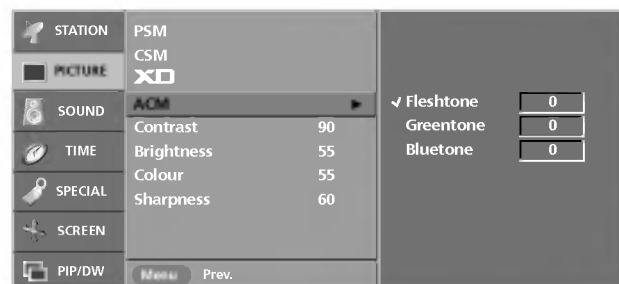 STATION
PICTURE
SOUND
TIME
SPECIAL
SCREEN
PIP/DW
PSM
CSM
XD
ACM
Contrast 90
Brightness 55
Colour 55
Sharpness 60
Menu Prev.
✓ Fleshtone 0
Greentone 0
Bluetone 0